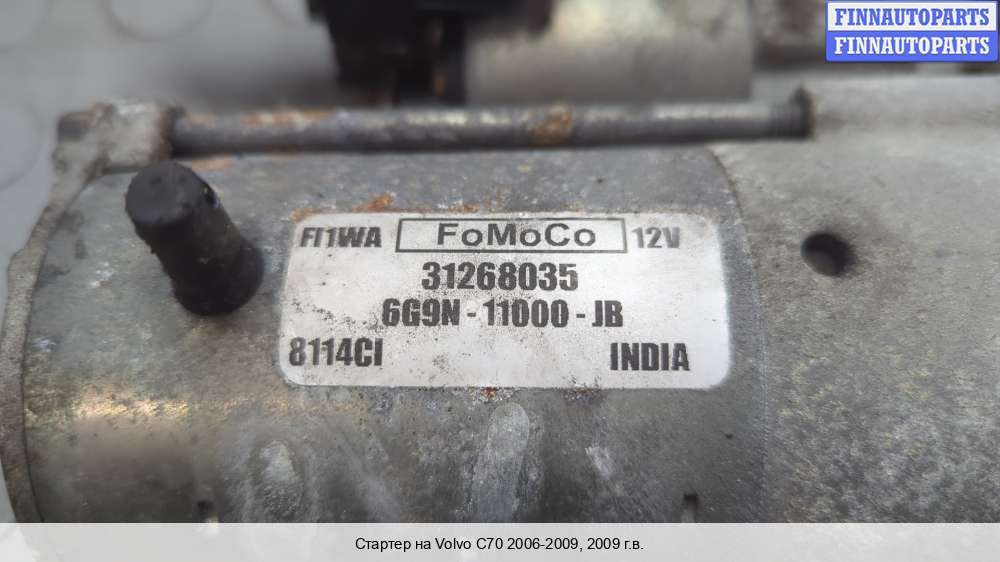 FINNAUTOPARTS
FINNAUTOPARTS
FI1WA FoMoCo 12V
31268035
6G9N - 11000 - JB
8114CI INDIA
Стартер на Volvo C70 2006-2009, 2009 г.в.